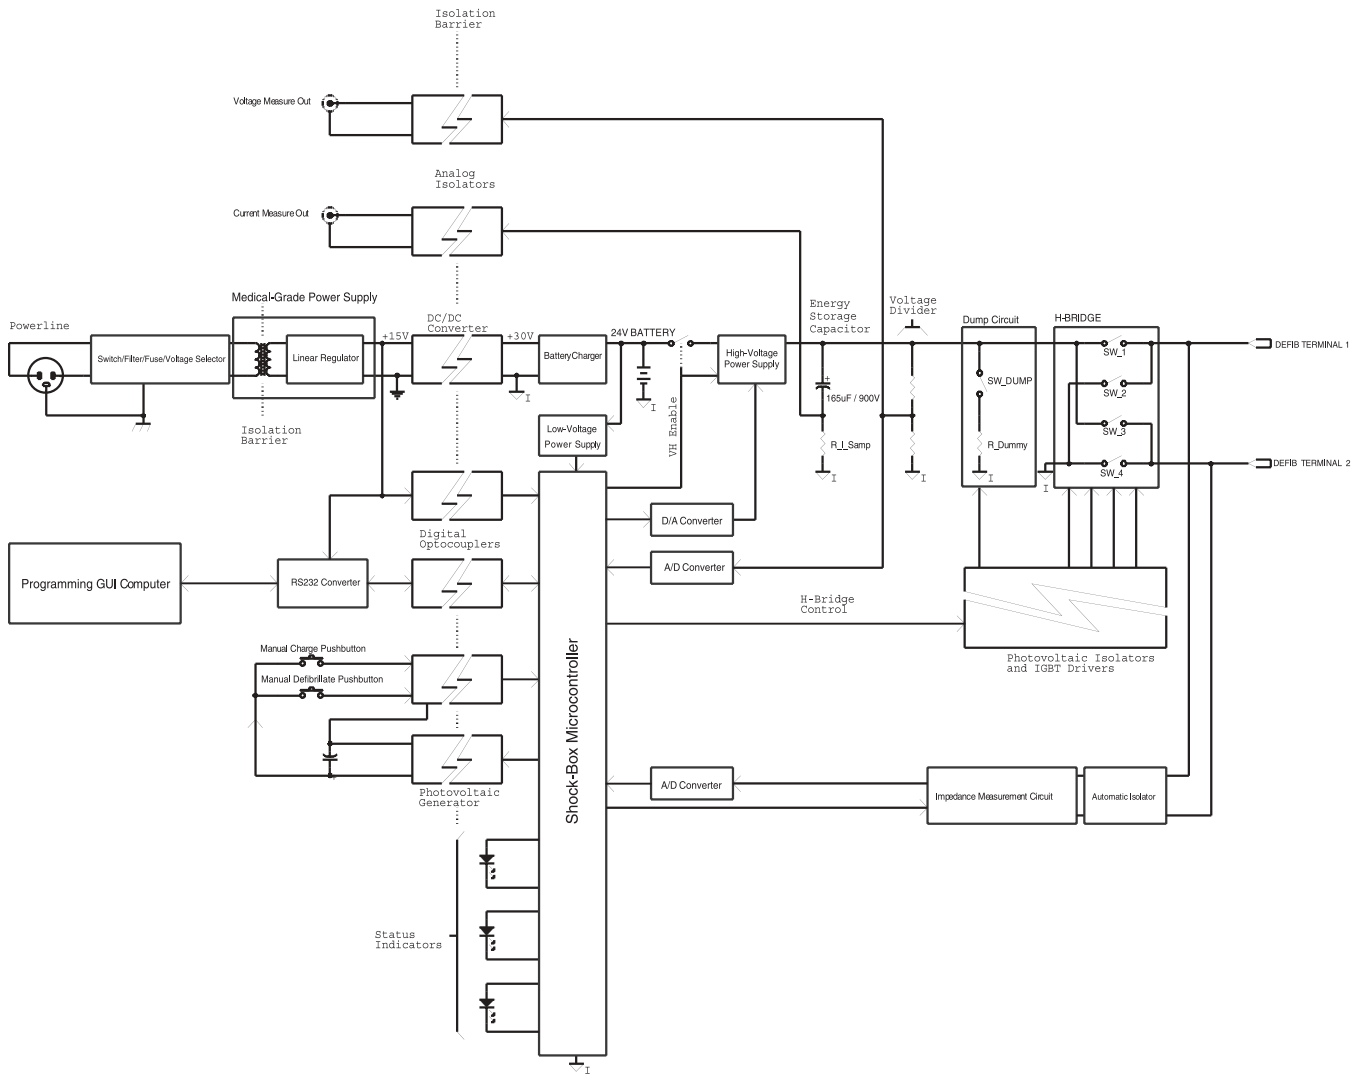 Isolation
Barrier
Voltage Measure Out
Analog
Isolators
Current Measure Out
Medical-Grade Power Supply
Powerline
Switch/Filter/Fuse/Voltage Selector
Linear Regulator
Isolation
Barrier
+15V
DC/DC
Converter
+30V
I
Battery Charger
24V BATTERY
I
High-Voltage
Power Supply
Low-Voltage
Power Supply
VH Enable
Energy
Storage
Capacitor
+
165uF / 900V
R_I_Samp
I
Voltage
Divider
I
Dump Circuit
SW_DUMP
R_Dummy
I
H-BRIDGE
SW_1
SW_2
SW_3
SW_4
I
DEFIB TERMINAL 1
DEFIB TERMINAL 2
Digital
Optocouplers
D/A Converter
A/D Converter
Programming GUI Computer
RS232 Converter
H-Bridge
Control
Photovoltaic Isolators
and IGBT Drivers
Manual Charge Pushbutton
Manual Defibrillate Pushbutton
+
Photovoltaic
Generator
Shock-Box Microcontroller
A/D Converter
Impedance Measurement Circuit
Automatic Isolator
Status
Indicators
I